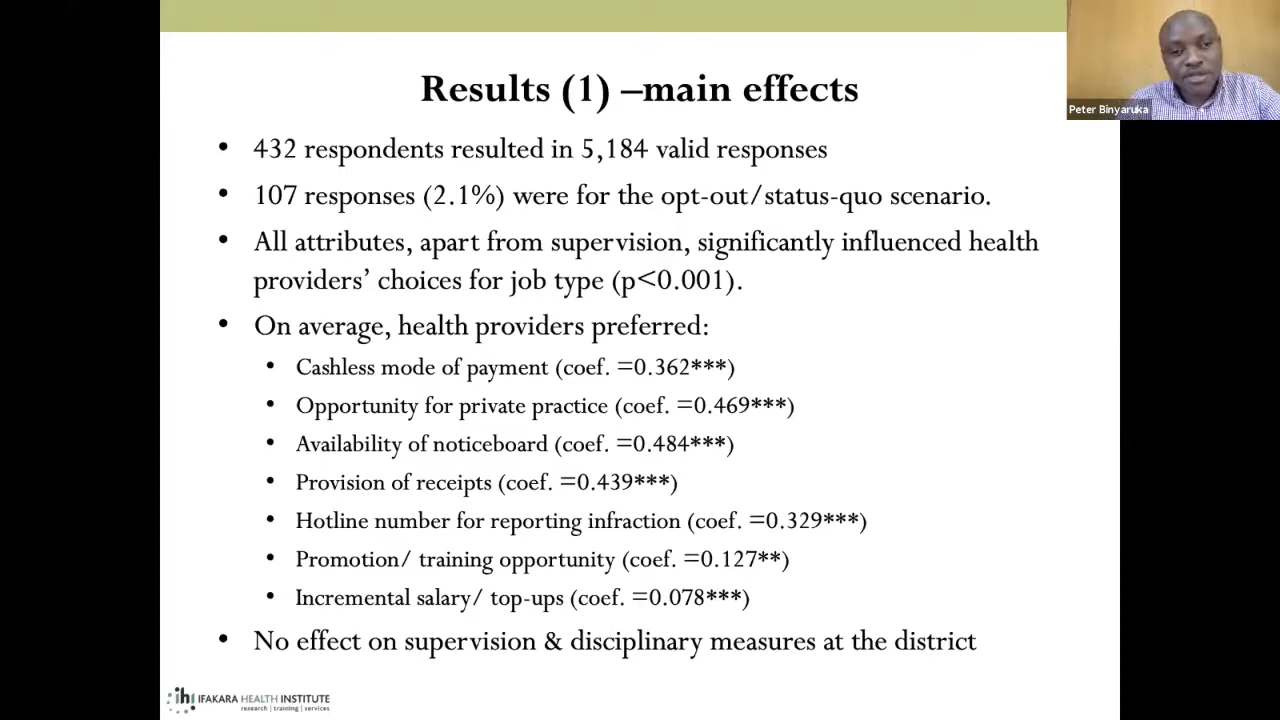 Results (1) –main effects
• 432 respondents resulted in 5,184 valid responses
• 107 responses (2.1%) were for the opt-out/status-quo scenario.
• All attributes, apart from supervision, significantly influenced health
providers’ choices for job type (p<0.001).
• On average, health providers preferred:
• Cashless mode of payment (coef. =0.362***)
• Opportunity for private practice (coef. =0.469***)
• Availability of noticeboard (coef. =0.484***)
• Provision of receipts (coef. =0.439***)
• Hotline number for reporting infraction (coef. =0.329***)
• Promotion/ training opportunity (coef. =0.127**)
• Incremental salary/ top-ups (coef. =0.078***)
• No effect on supervision & disciplinary measures at the district
ihi IFAKARA HEALTH INSTITUTE
research | training | services
Peter Binyaruka